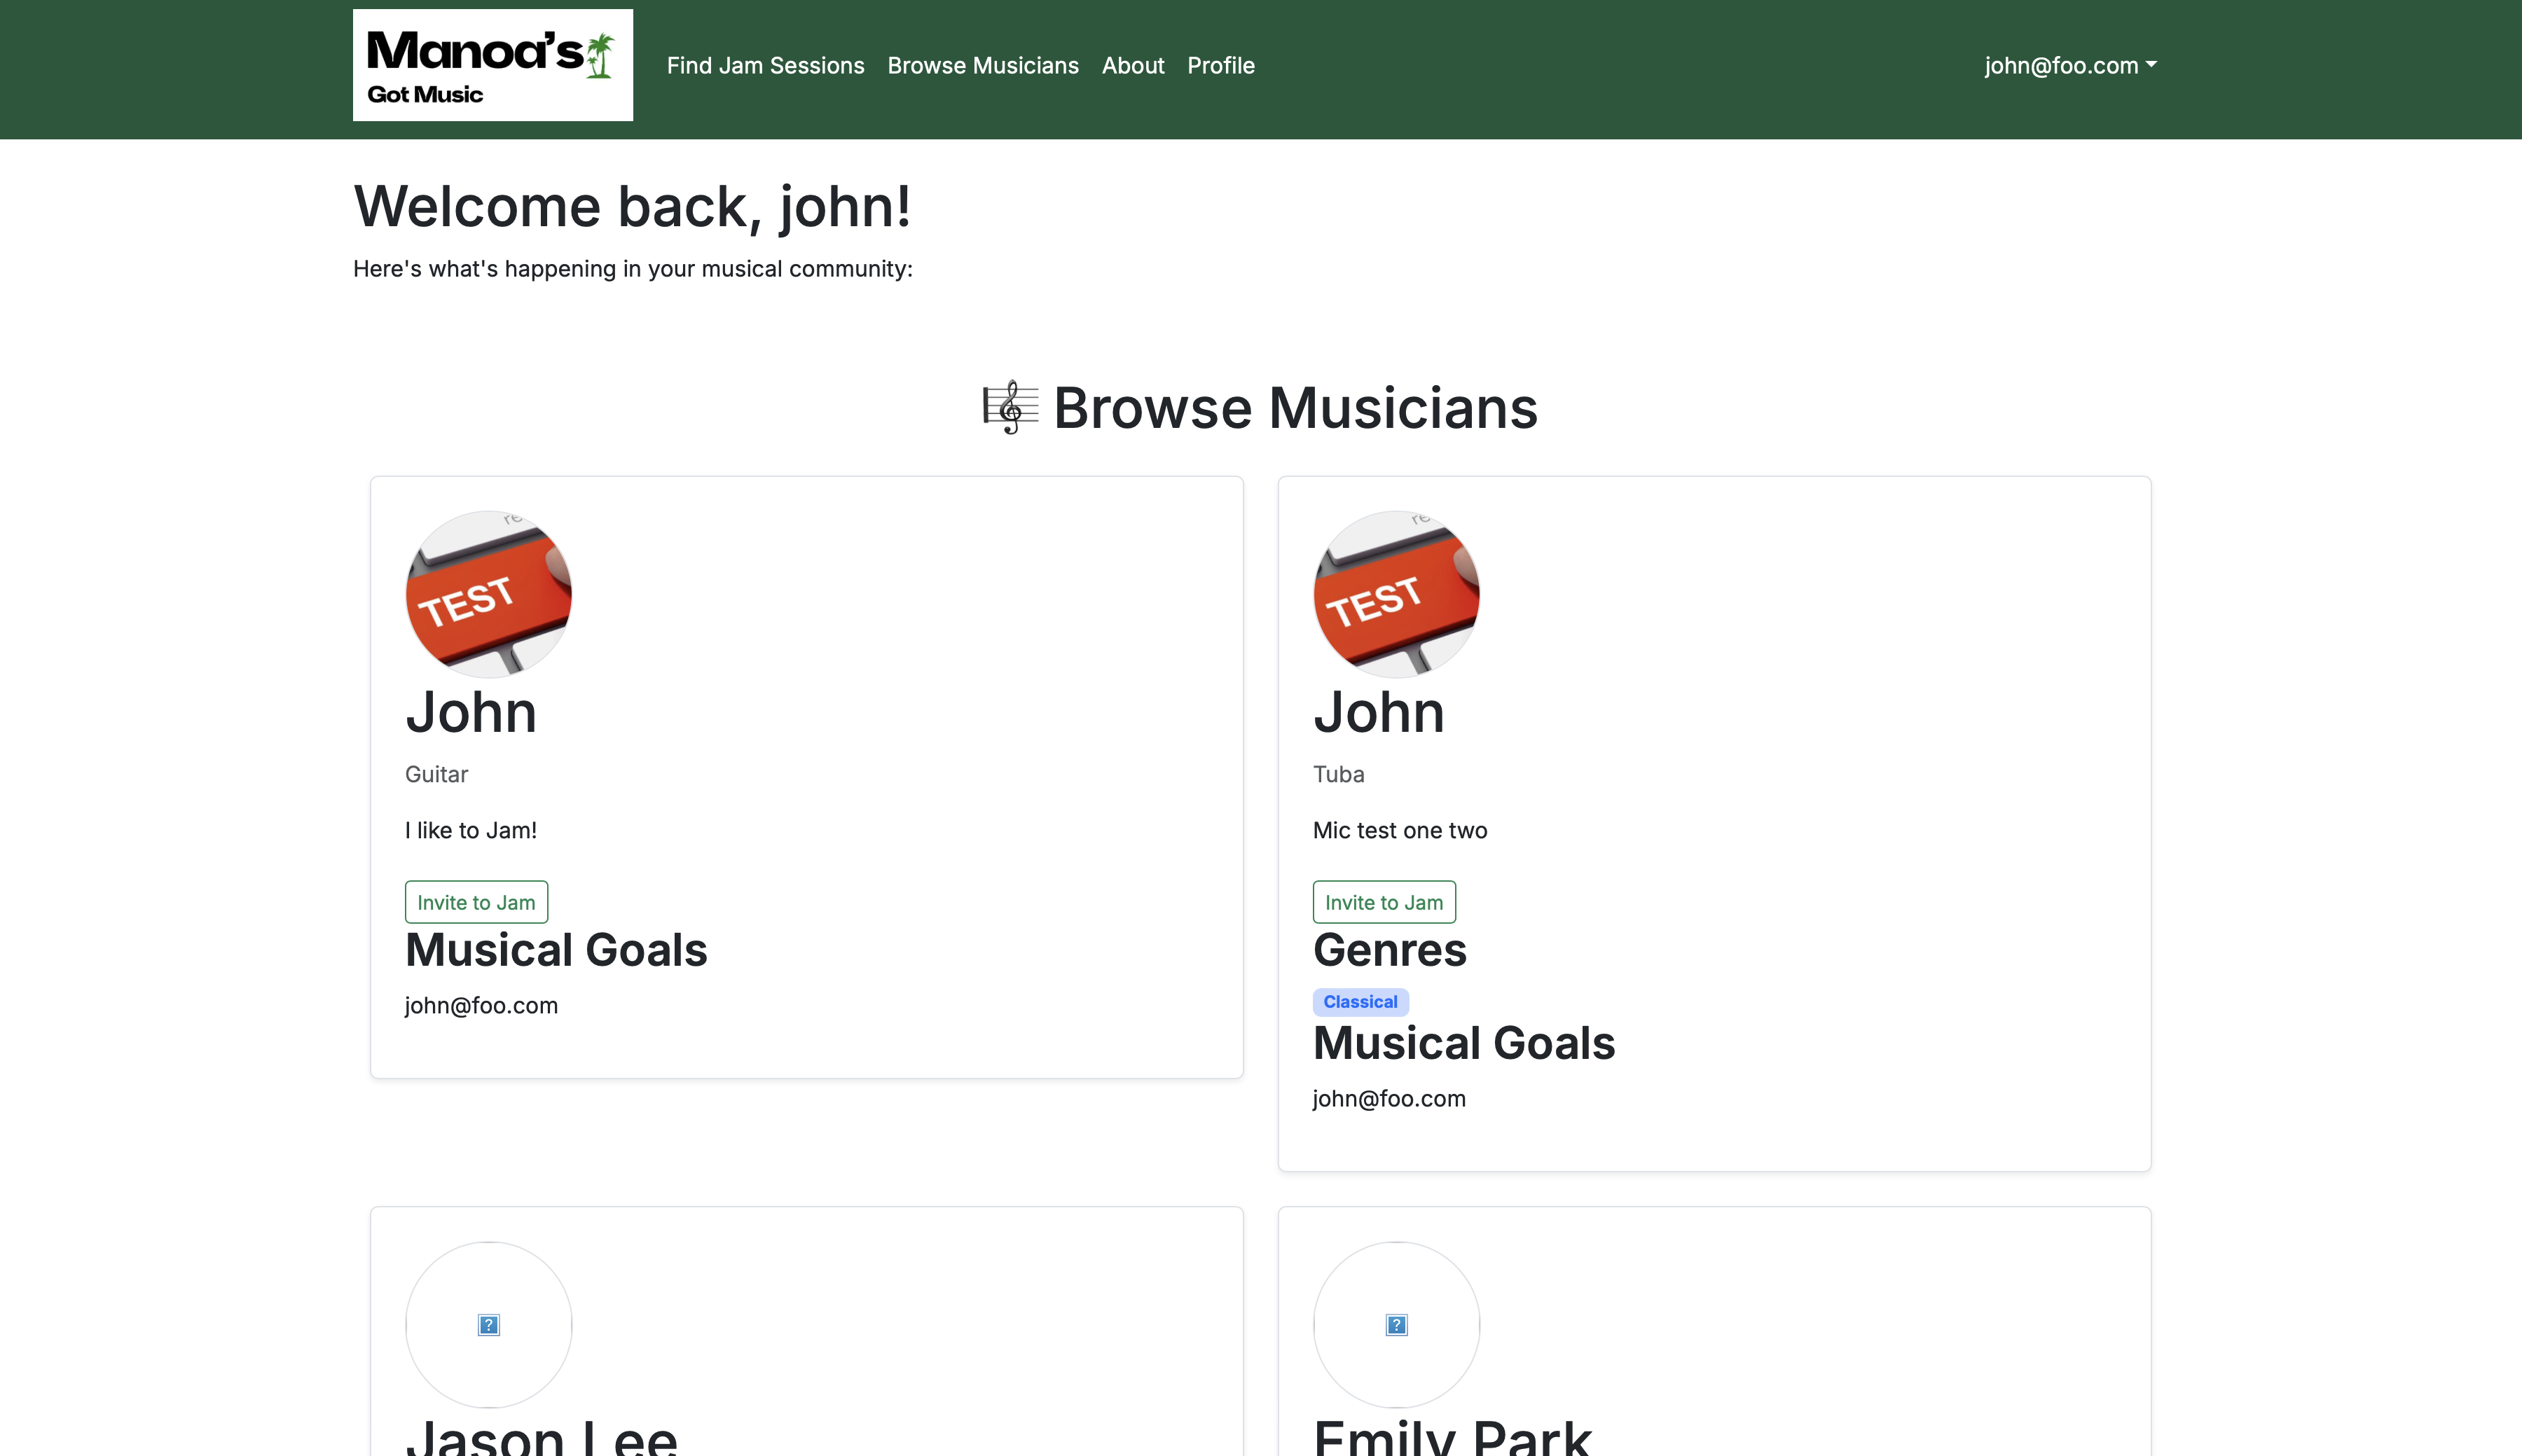 Manoa's
Got Music
Find Jam Sessions Browse Musicians About Profile john@foo.com
Welcome back, john!
Here's what's happening in your musical community:
Browse Musicians
re
TEST
John
Guitar
I like to Jam!
Invite to Jam
Musical Goals
john@foo.com
re
TEST
John
Tuba
Mic test one two
Invite to Jam
Genres
Classical
Musical Goals
john@foo.com
?
Jason Lee
?
Emily Park